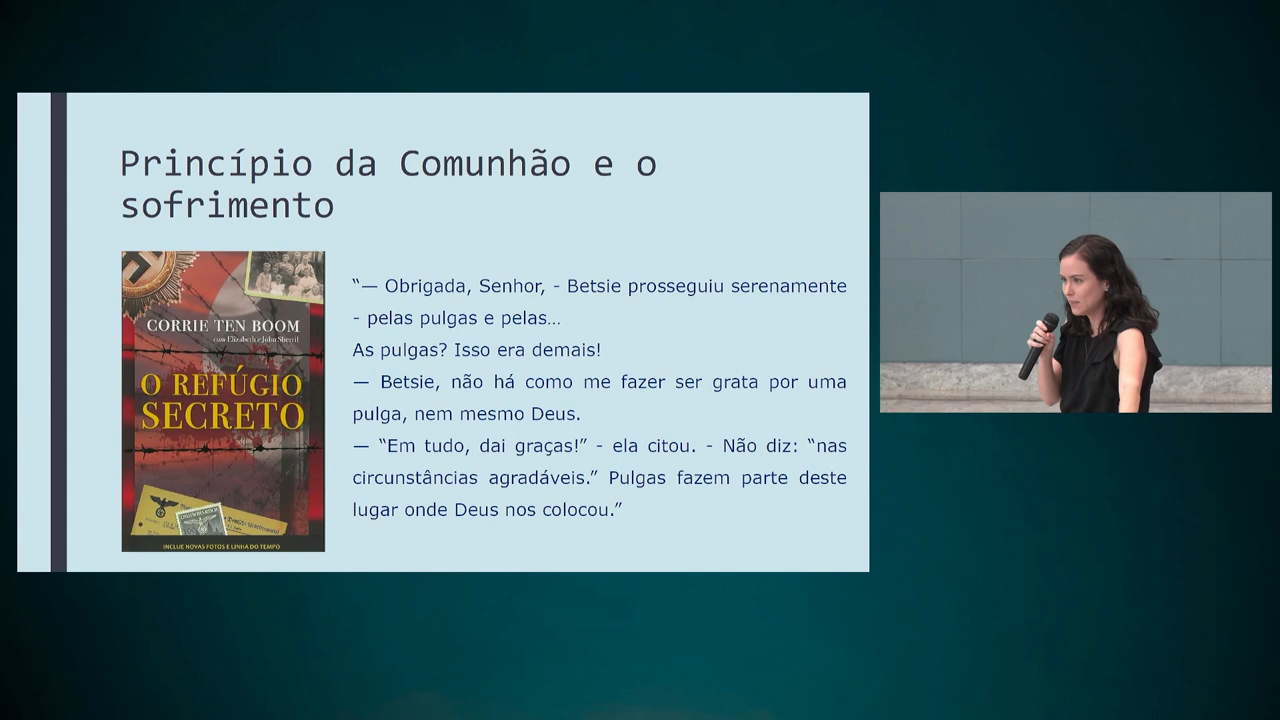 Princípio da Comunhão e o
sofrimento
CORRIE TEN BOOM
com Elizabeth e John Sherril
O REFÚGIO
SECRETO
INCLUI NOVAS FOTOS E LINHA DO TEMPO
“— Obrigada, Senhor, - Betsie prosseguiu serenamente
- pelas pulgas e pelas…
As pulgas? Isso era demais!
— Betsie, não há como me fazer ser grata por uma
pulga, nem mesmo Deus.
— “Em tudo, dai graças!” - ela citou. - Não diz: “nas
circunstâncias agradáveis.” Pulgas fazem parte deste
lugar onde Deus nos colocou.”